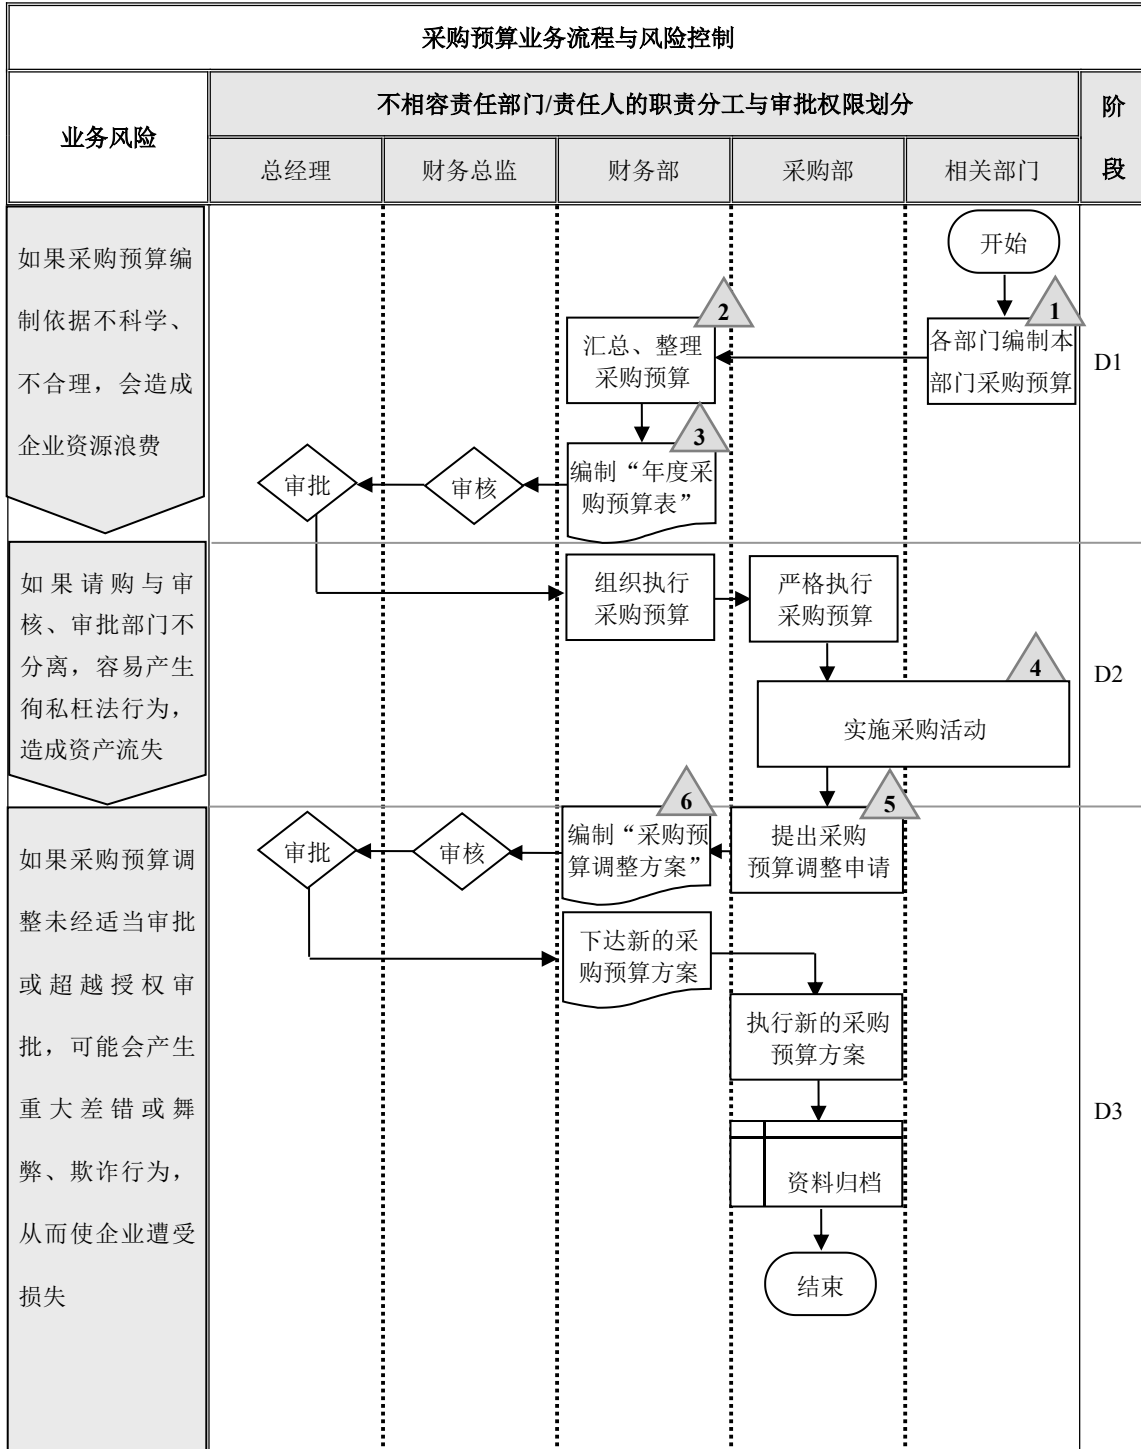 采购预算业务流程与风险控制
业务风险
不相容责任部门/责任人的职责分工与审批权限划分
阶
段
总经理
财务总监
财务部
采购部
相关部门
如果采购预算编
制依据不科学、
不合理，会造成
企业资源浪费
开始
1
各部门编制本
部门采购预算
2
汇总、整理
采购预算
3
编制“年度采
购预算表”
审核
审批
D1
如果请购与审
核、审批部门不
分离，容易产生
徇私枉法行为，
造成资产流失
组织执行
采购预算
严格执行
采购预算
4
实施采购活动
D2
如果采购预算调
整未经适当审批
或超越授权审
批，可能会产生
重大差错或舞
弊、欺诈行为，
从而使企业遭受
损失
5
提出采购
预算调整申请
6
编制“采购预
算调整方案”
审核
审批
下达新的采
购预算方案
执行新的采购
预算方案
资料归档
结束
D3